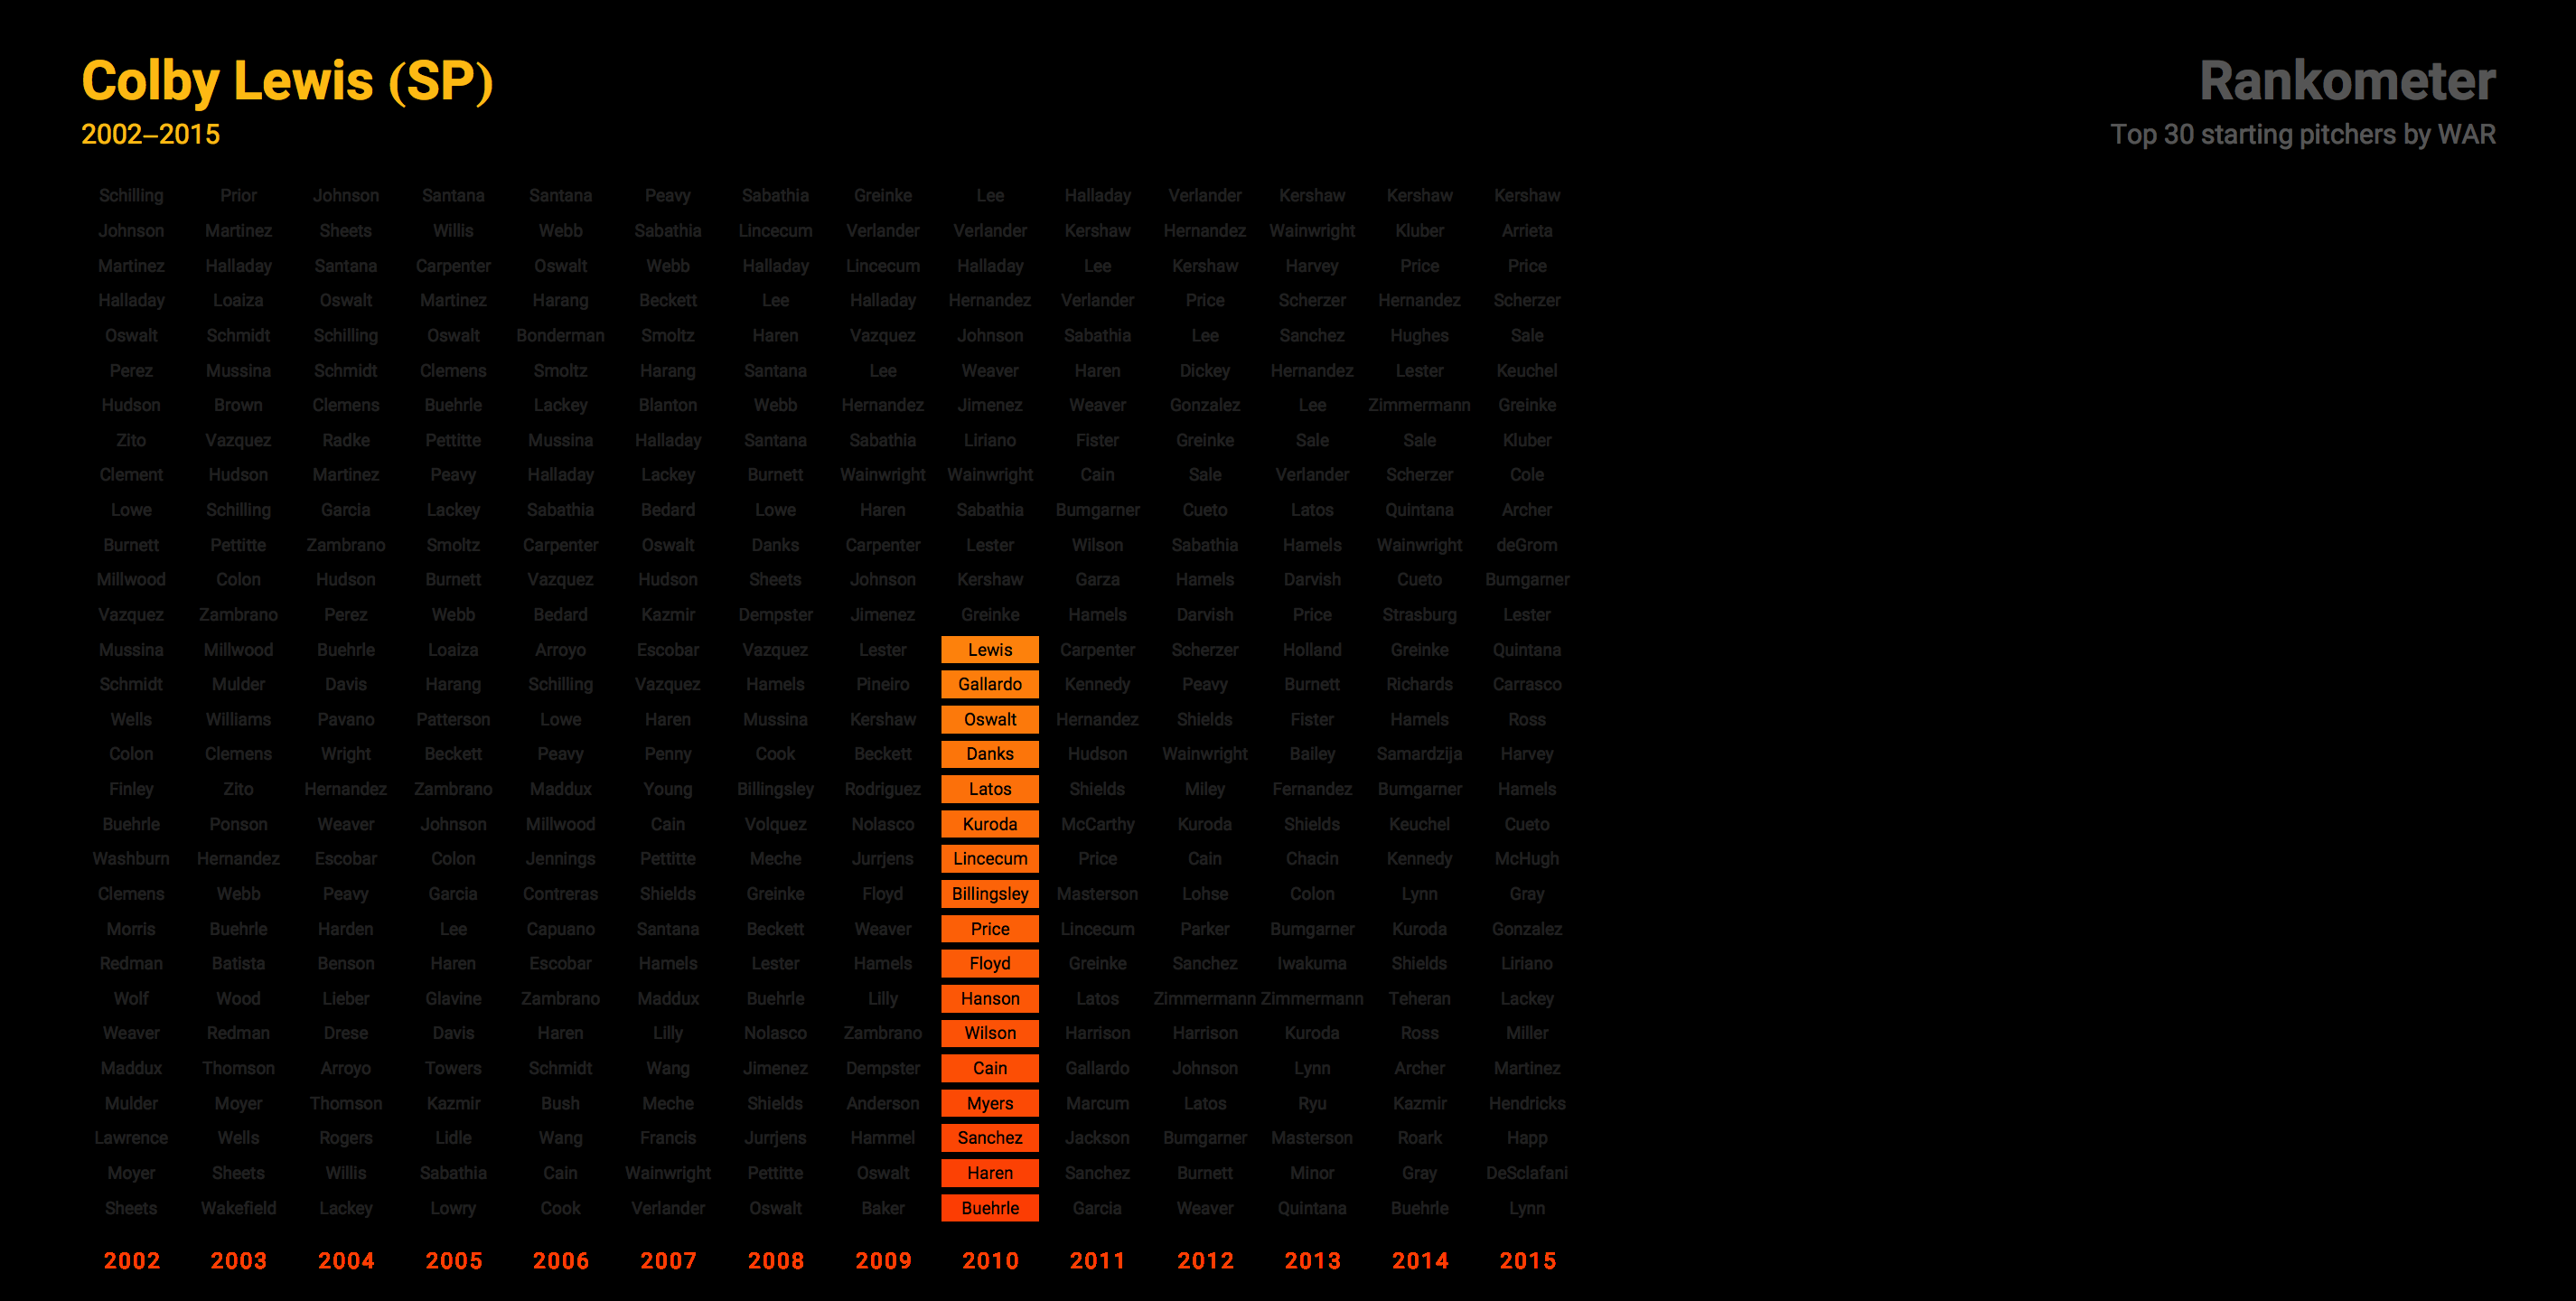 Colby Lewis (SP)
2002–2015
Rankometer
Top 30 starting pitchers by WAR
Schilling Prior Johnson Santana Santana Peavy Sabathia Greinke Lee Halladay Verlander Kershaw Kershaw Kershaw
Johnson Martinez Sheets Willis Webb Sabathia Lincecum Verlander Verlander Kershaw Hernandez Wainwright Kluber Arrieta
Martinez Halladay Santana Carpenter Oswalt Webb Halladay Lincecum Halladay Lee Kershaw Harvey Price Price
Halladay Loaiza Oswalt Martinez Harang Beckett Lee Halladay Hernandez Verlander Price Scherzer Hernandez Scherzer
Oswalt Schmidt Schilling Oswalt Bonderman Smoltz Haren Vazquez Johnson Sabathia Lee Sanchez Hughes Sale
Perez Mussina Schmidt Clemens Smoltz Harang Santana Lee Weaver Haren Dickey Hernandez Lester Keuchel
Hudson Brown Clemens Buehrle Lackey Blanton Webb Hernandez Jimenez Weaver Gonzalez Lee Zimmermann Greinke
Zito Vazquez Radke Pettitte Mussina Halladay Santana Sabathia Liriano Fister Greinke Sale Sale Kluber
Clement Hudson Martinez Peavy Halladay Lackey Burnett Wainwright Wainwright Cain Sale Verlander Scherzer Cole
Lowe Schilling Garcia Lackey Sabathia Bedard Lowe Haren Sabathia Bumgarner Cueto Latos Quintana Archer
Burnett Pettitte Zambrano Smoltz Carpenter Oswalt Danks Carpenter Lester Wilson Sabathia Hamels Wainwright deGrom
Millwood Colon Hudson Burnett Vazquez Hudson Sheets Johnson Kershaw Garza Hamels Darvish Cueto Bumgarner
Vazquez Zambrano Perez Webb Bedard Kazmir Dempster Jimenez Greinke Hamels Darvish Price Strasburg Lester
Mussina Millwood Buehrle Loaiza Arroyo Escobar Vazquez Lester Lewis Carpenter Scherzer Holland Greinke Quintana
Schmidt Mulder Davis Harang Schilling Vazquez Hamels Pineiro Gallardo Kennedy Peavy Burnett Richards Carrasco
Wells Williams Pavano Patterson Lowe Haren Mussina Kershaw Oswalt Hernandez Shields Fister Hamels Ross
Colon Clemens Wright Beckett Peavy Penny Cook Beckett Danks Hudson Wainwright Bailey Samardzija Harvey
Finley Zito Hernandez Zambrano Maddux Young Billingsley Rodriguez Latos Shields Miley Fernandez Bumgarner Hamels
Buehrle Ponson Weaver Johnson Millwood Cain Volquez Nolasco Kuroda McCarthy Kuroda Shields Keuchel Cueto
Washburn Hernandez Escobar Colon Jennings Pettitte Meche Jurrjens Lincecum Price Cain Chacin Kennedy McHugh
Clemens Webb Peavy Garcia Contreras Shields Greinke Floyd Billingsley Masterson Lohse Colon Lynn Gray
Morris Buehrle Harden Lee Capuano Santana Beckett Weaver Price Lincecum Parker Bumgarner Kuroda Gonzalez
Redman Batista Benson Haren Escobar Hamels Lester Hamels Floyd Greinke Sanchez Iwakuma Shields Liriano
Wolf Wood Lieber Glavine Zambrano Maddux Buehrle Lilly Hanson Latos Zimmermann Zimmermann Teheran Lackey
Weaver Redman Drese Davis Haren Lilly Nolasco Zambrano Wilson Harrison Harrison Kuroda Ross Miller
Maddux Thomson Arroyo Towers Schmidt Wang Jimenez Dempster Cain Gallardo Johnson Lynn Archer Martinez
Mulder Moyer Thomson Kazmir Bush Meche Shields Anderson Myers Marcum Latos Ryu Kazmir Hendricks
Lawrence Wells Rogers Lidle Wang Francis Jurrjens Hammel Sanchez Jackson Bumgarner Masterson Roark Happ
Moyer Sheets Willis Sabathia Cain Wainwright Pettitte Oswalt Haren Sanchez Burnett Minor Gray DeSclafani
Sheets Wakefield Lackey Lowry Cook Verlander Oswalt Baker Buehrle Garcia Weaver Quintana Buehrle Lynn
2002 2003 2004 2005 2006 2007 2008 2009 2010 2011 2012 2013 2014 2015